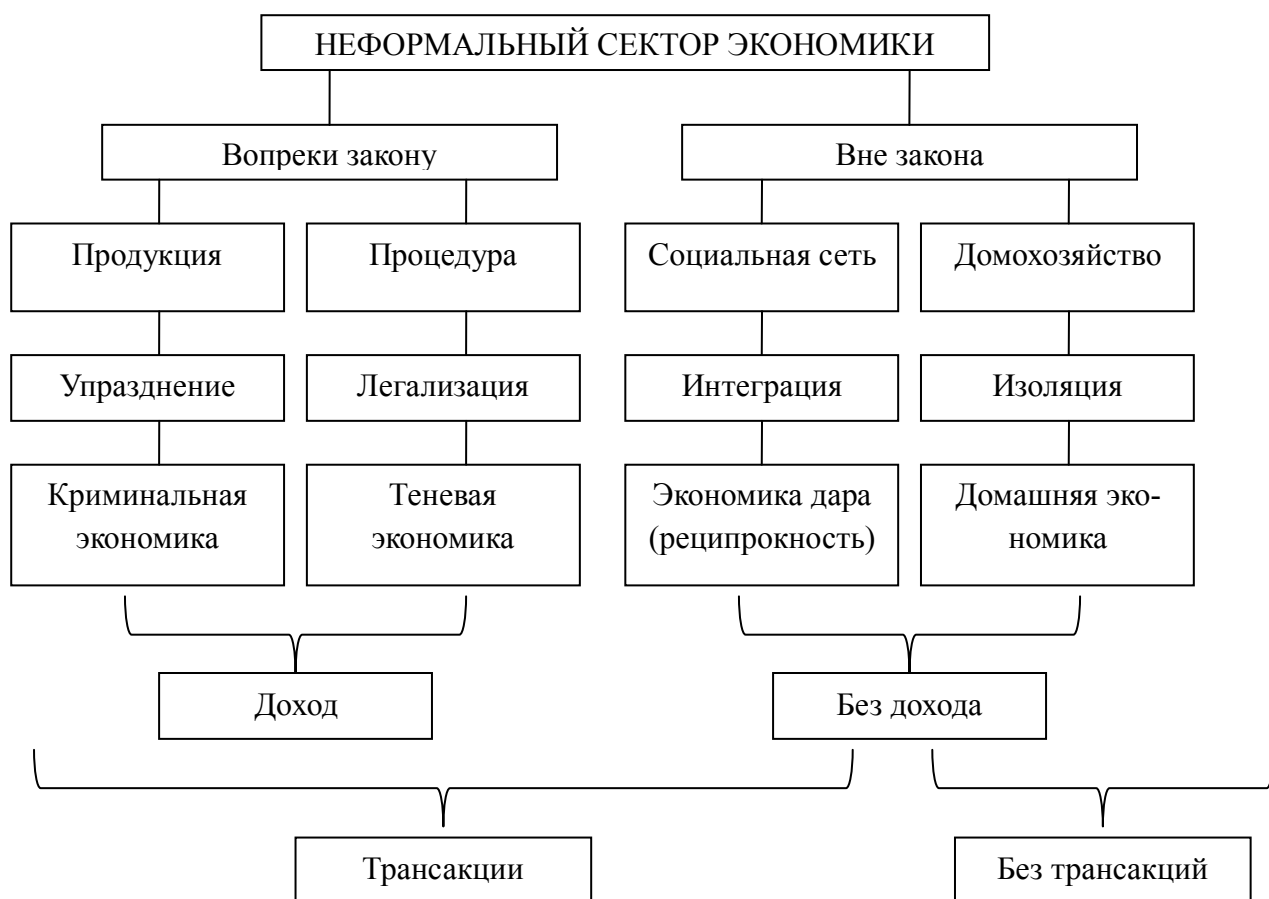 НЕФОРМАЛЬНЫЙ СЕКТОР ЭКОНОМИКИ
Вопреки закону
Вне закона
Продукция
Процедура
Социальная сеть
Домохозяйство
Упразднение
Легализация
Интеграция
Изоляция
Криминальная
экономика
Теневая
экономика
Экономика дара
(реципрокность)
Домашняя эко-
номика
Доход
Без дохода
Трансакции
Без трансакций